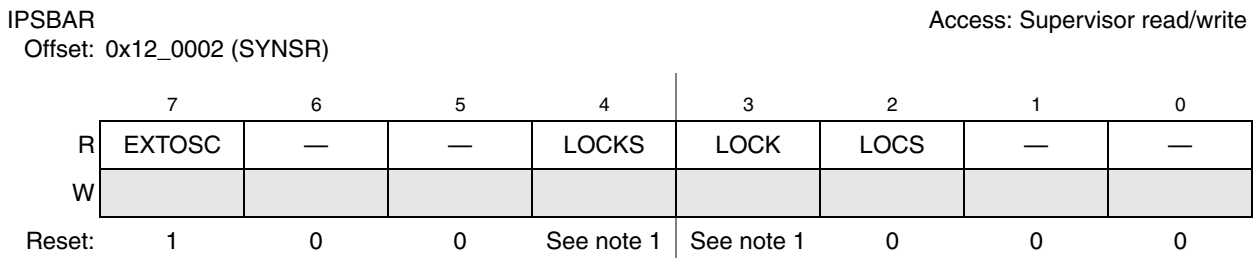 IPSBAR Access: Supervisor read/write
Offset: 0x12_0002 (SYNSR)
7 6 5 4 3 2 1 0
R EXTOSC — — LOCKS LOCK LOCS — —
W
Reset: 1 0 0 See note 1 See note 1 0 0 0